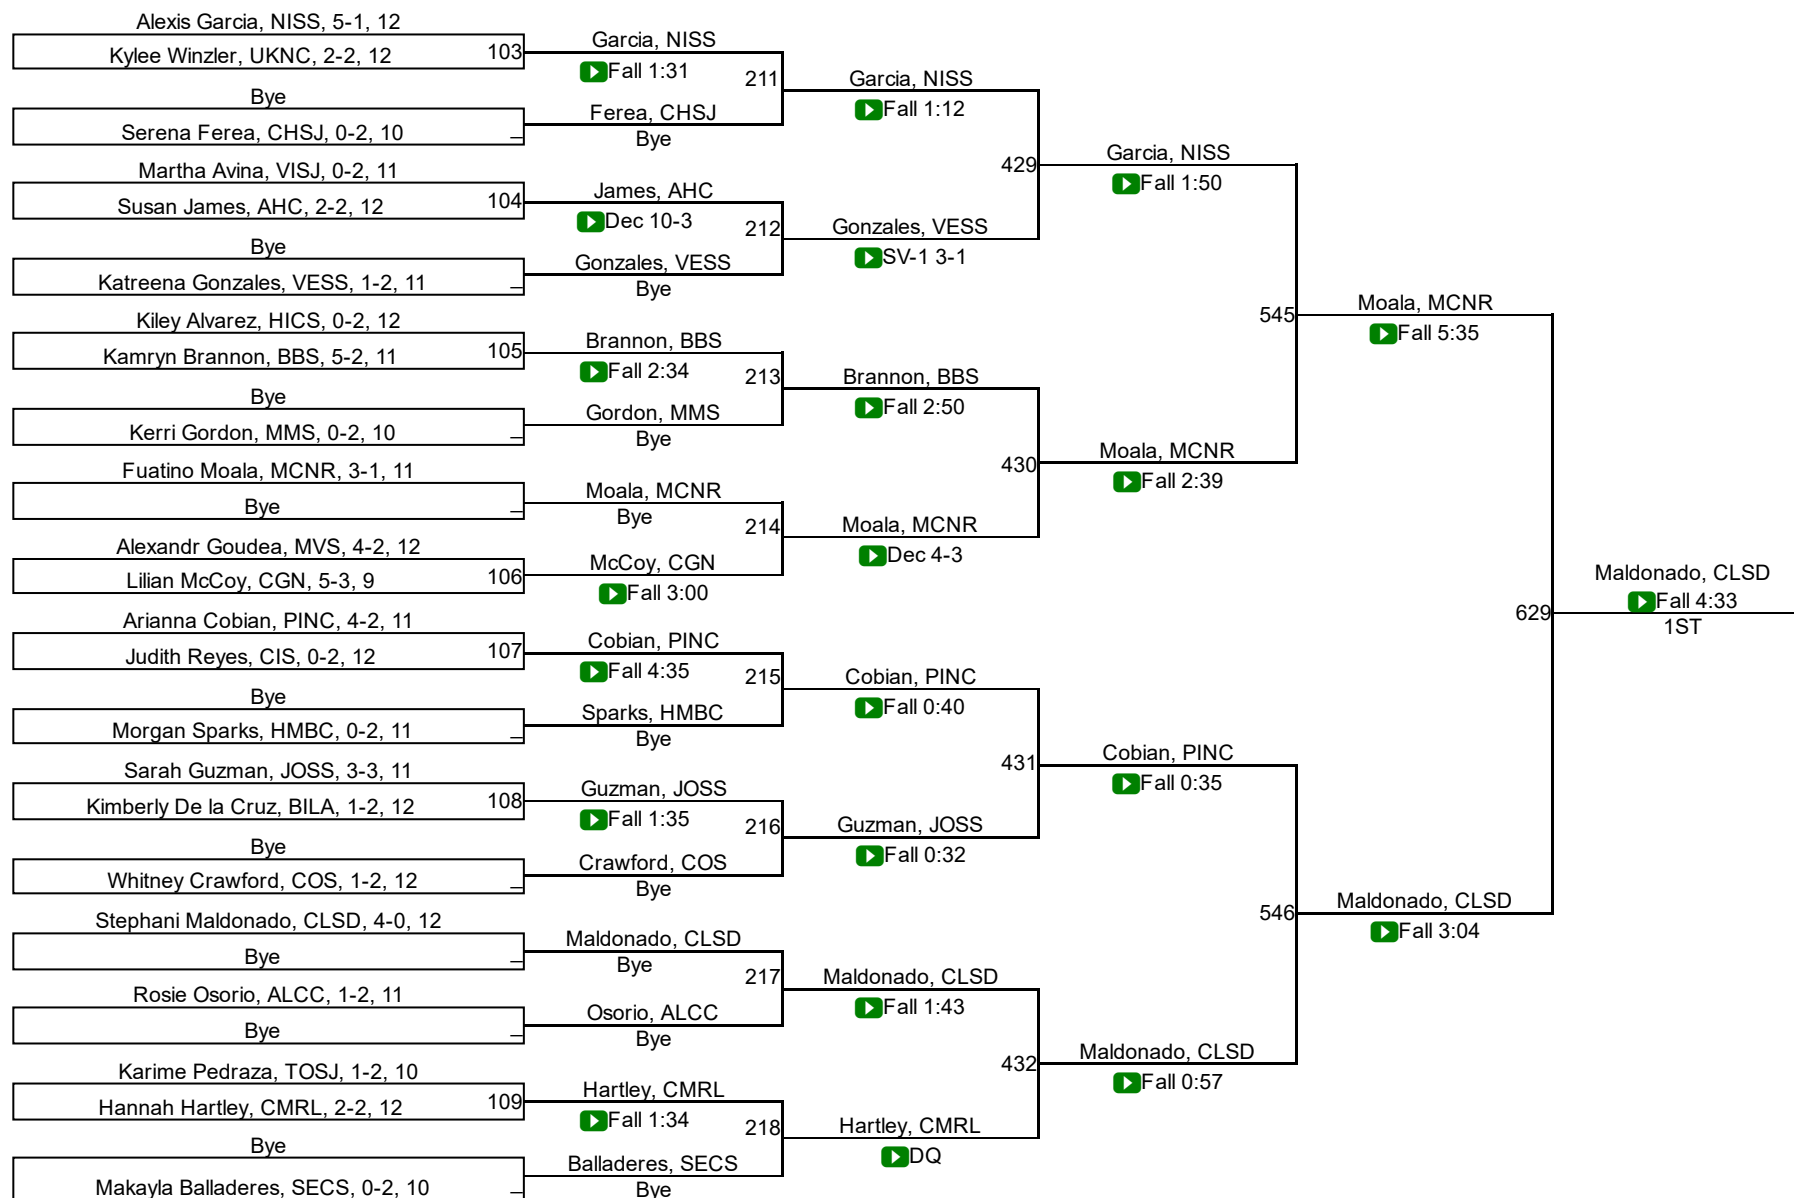 Alexis Garcia, NISS, 5-1, 12
Kylee Winzler, UKNC, 2-2, 12
103
Bye
Serena Ferea, CHSJ, 0-2, 10
_
Martha Avina, VISJ, 0-2, 11
Susan James, AHC, 2-2, 12
104
Bye
Katreena Gonzales, VESS, 1-2, 11
_
Kiley Alvarez, HICS, 0-2, 12
Kamryn Brannon, BBS, 5-2, 11
105
Bye
Kerri Gordon, MMS, 0-2, 10
_
Fuatino Moala, MCNR, 3-1, 11
Bye
_
Alexandr Goudea, MVS, 4-2, 12
Lilian McCoy, CGN, 5-3, 9
106
Arianna Cobian, PINC, 4-2, 11
Judith Reyes, CIS, 0-2, 12
107
Bye
Morgan Sparks, HMBC, 0-2, 11
_
Sarah Guzman, JOSS, 3-3, 11
Kimberly De la Cruz, BILA, 1-2, 12
108
Bye
Whitney Crawford, COS, 1-2, 12
_
Stephani Maldonado, CLSD, 4-0, 12
Bye
_
Rosie Osorio, ALCC, 1-2, 11
Bye
_
Karime Pedraza, TOSJ, 1-2, 10
Hannah Hartley, CMRL, 2-2, 12
109
Bye
Makayla Balladeres, SECS, 0-2, 10
_
Garcia, NISS
Fall 1:31
211
Ferea, CHSJ
Bye
James, AHC
Dec 10-3
212
Gonzales, VESS
Bye
Brannon, BBS
Fall 2:34
213
Gordon, MMS
Bye
Moala, MCNR
Bye
214
McCoy, CGN
Fall 3:00
Cobian, PINC
Fall 4:35
215
Sparks, HMBC
Bye
Guzman, JOSS
Fall 1:35
216
Crawford, COS
Bye
Maldonado, CLSD
Bye
217
Osorio, ALCC
Bye
Hartley, CMRL
Fall 1:34
218
Balladeres, SECS
Bye
Garcia, NISS
Fall 1:12
429
Gonzales, VESS
SV-1 3-1
Brannon, BBS
Fall 2:50
430
Moala, MCNR
Dec 4-3
Cobian, PINC
Fall 0:40
431
Guzman, JOSS
Fall 0:32
Maldonado, CLSD
Fall 1:43
432
Hartley, CMRL
DQ
Garcia, NISS
Fall 1:50
545
Moala, MCNR
Fall 2:39
Cobian, PINC
Fall 0:35
546
Maldonado, CLSD
Fall 0:57
Moala, MCNR
Fall 5:35
629
Maldonado, CLSD
Fall 3:04
Maldonado, CLSD
Fall 4:33
1ST